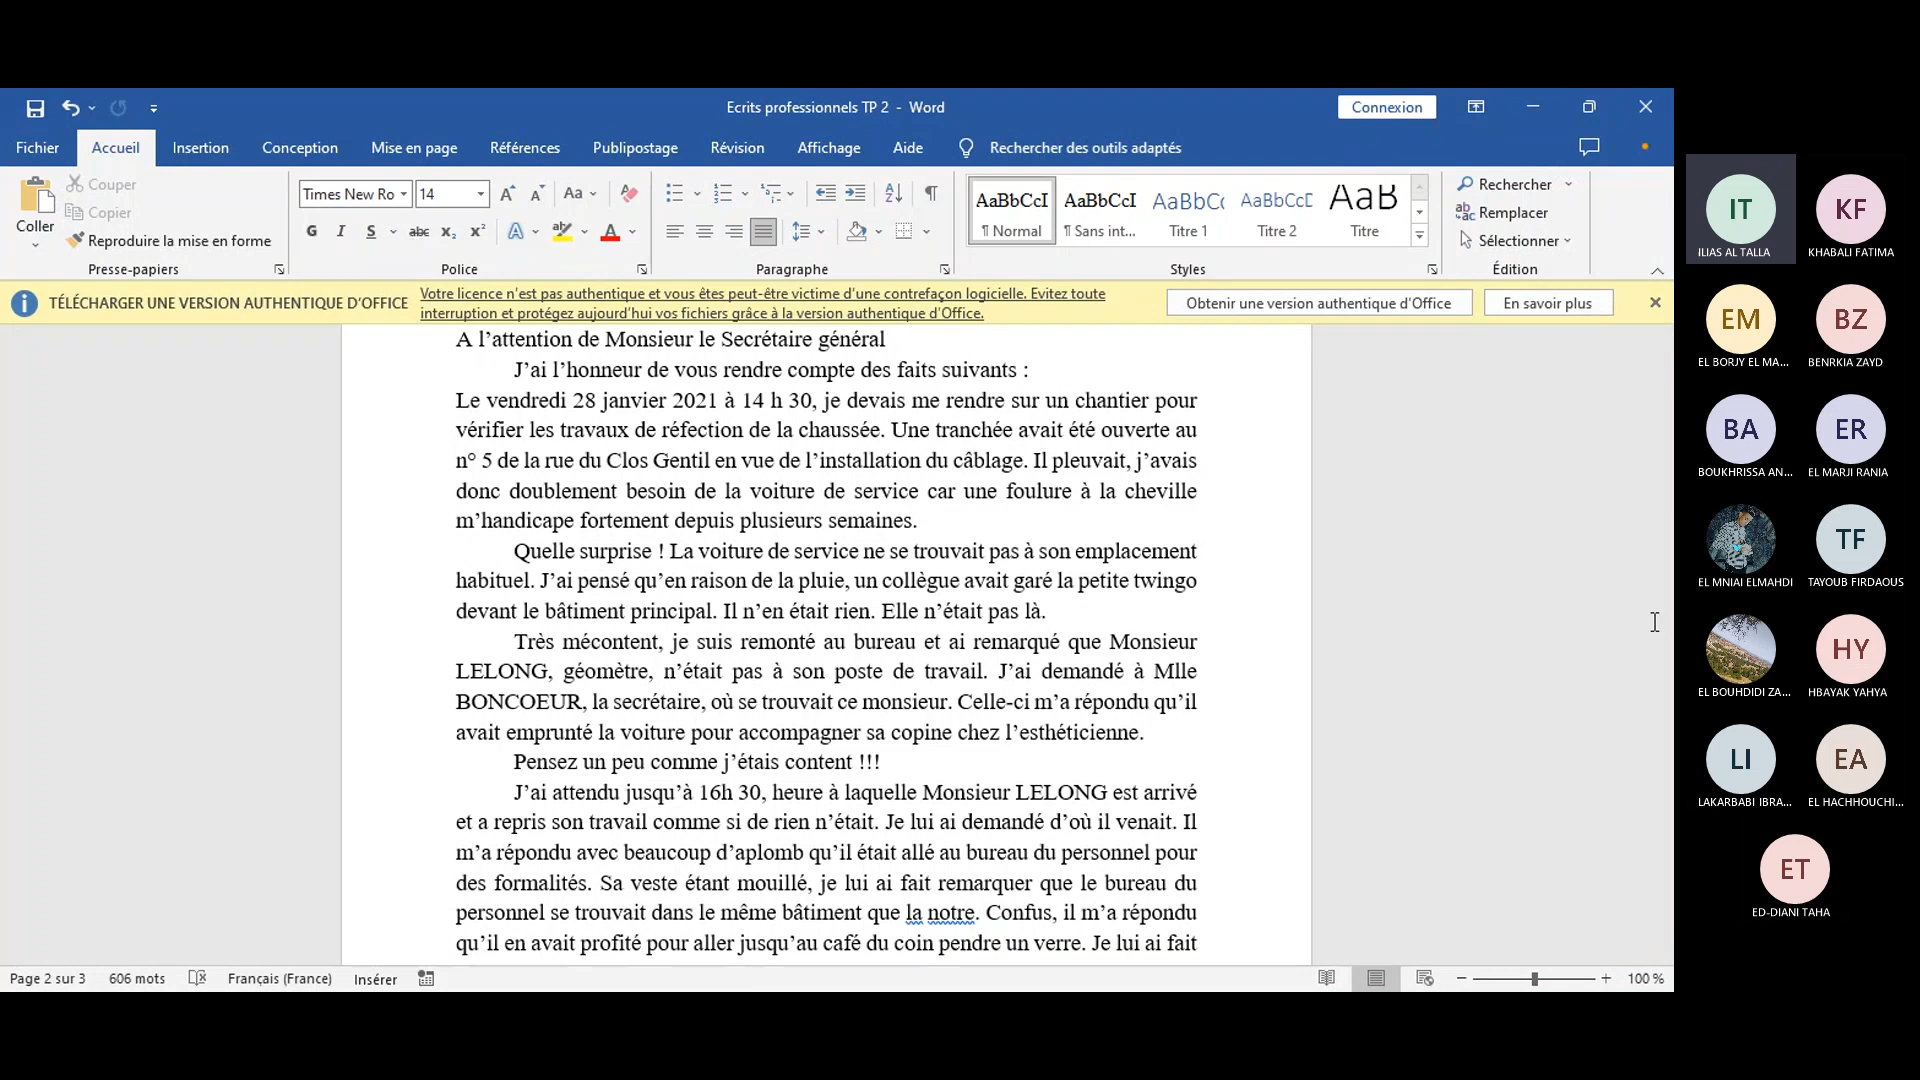 Ecrits professionnels TP 2 - Word
Connexion
Fichier
Accueil
Insertion
Conception
Mise en page
Références
Publipostage
Révision
Affichage
Aide
Rechercher des outils adaptés
Coller
Couper
Copier
Reproduire la mise en forme
Presse-papiers
Times New Ro
14
Aa
G I S abc x₂ x² A ab A
Police
Paragraphe
AaBbCcI
¶ Normal
AaBbCcI
¶ Sans int...
AaBbCc
Titre 1
AaBbCcD
Titre 2
AaB
Titre
Styles
Rechercher
Remplacer
Sélectionner
Édition
TÉLÉCHARGER UNE VERSION AUTHENTIQUE D'OFFICE
Votre licence n'est pas authentique et vous êtes peut-être victime d'une contrefaçon logicielle. Evitez toute
interruption et protégez aujourd'hui vos fichiers grâce à la version authentique d'Office.
Obtenir une version authentique d'Office
En savoir plus
A l'attention de Monsieur le Secrétaire général
J'ai l'honneur de vous rendre compte des faits suivants :
Le vendredi 28 janvier 2021 à 14 h 30, je devais me rendre sur un chantier pour
vérifier les travaux de réfection de la chaussée. Une tranchée avait été ouverte au
n° 5 de la rue du Clos Gentil en vue de l'installation du câblage. Il pleuvait, j'avais
donc doublement besoin de la voiture de service car une foulure à la cheville
m'handicape fortement depuis plusieurs semaines.
Quelle surprise ! La voiture de service ne se trouvait pas à son emplacement
habituel. J'ai pensé qu'en raison de la pluie, un collègue avait garé la petite twingo
devant le bâtiment principal. Il n'en était rien. Elle n'était pas là.
Très mécontent, je suis remonté au bureau et ai remarqué que Monsieur
LELONG, géomètre, n'était pas à son poste de travail. J'ai demandé à Mlle
BONCOEUR, la secrétaire, où se trouvait ce monsieur. Celle-ci m'a répondu qu'il
avait emprunté la voiture pour accompagner sa copine chez l'esthéticienne.
Pensez un peu comme j'étais content !!!
J'ai attendu jusqu'à 16h 30, heure à laquelle Monsieur LELONG est arrivé
et a repris son travail comme si de rien n'était. Je lui ai demandé d'où il venait. Il
m'a répondu avec beaucoup d'aplomb qu'il était allé au bureau du personnel pour
des formalités. Sa veste étant mouillé, je lui ai fait remarquer que le bureau du
personnel se trouvait dans le même bâtiment que la notre. Confus, il m'a répondu
qu'il en avait profité pour aller jusqu'au café du coin pendre un verre. Je lui ai fait
Page 2 sur 3
606 mots
Français (France)
Insérer
100 %
IT
ILIAS AL TALLA
KF
KHABALI FATIMA
EM
EL BORJY EL MA...
BZ
BENRKIA ZAYD
BA
BOUKHRISSA AN...
ER
EL MARJI RANIA
EL MNIAI ELMAHDI
TF
TAYOUB FIRDAOUS
EL BOUHDIDI ZA...
HY
HBAYAK YAHYA
LI
LAKARBABI IBRA...
EA
EL HACHHOUCHI...
ET
ED-DIANI TAHA